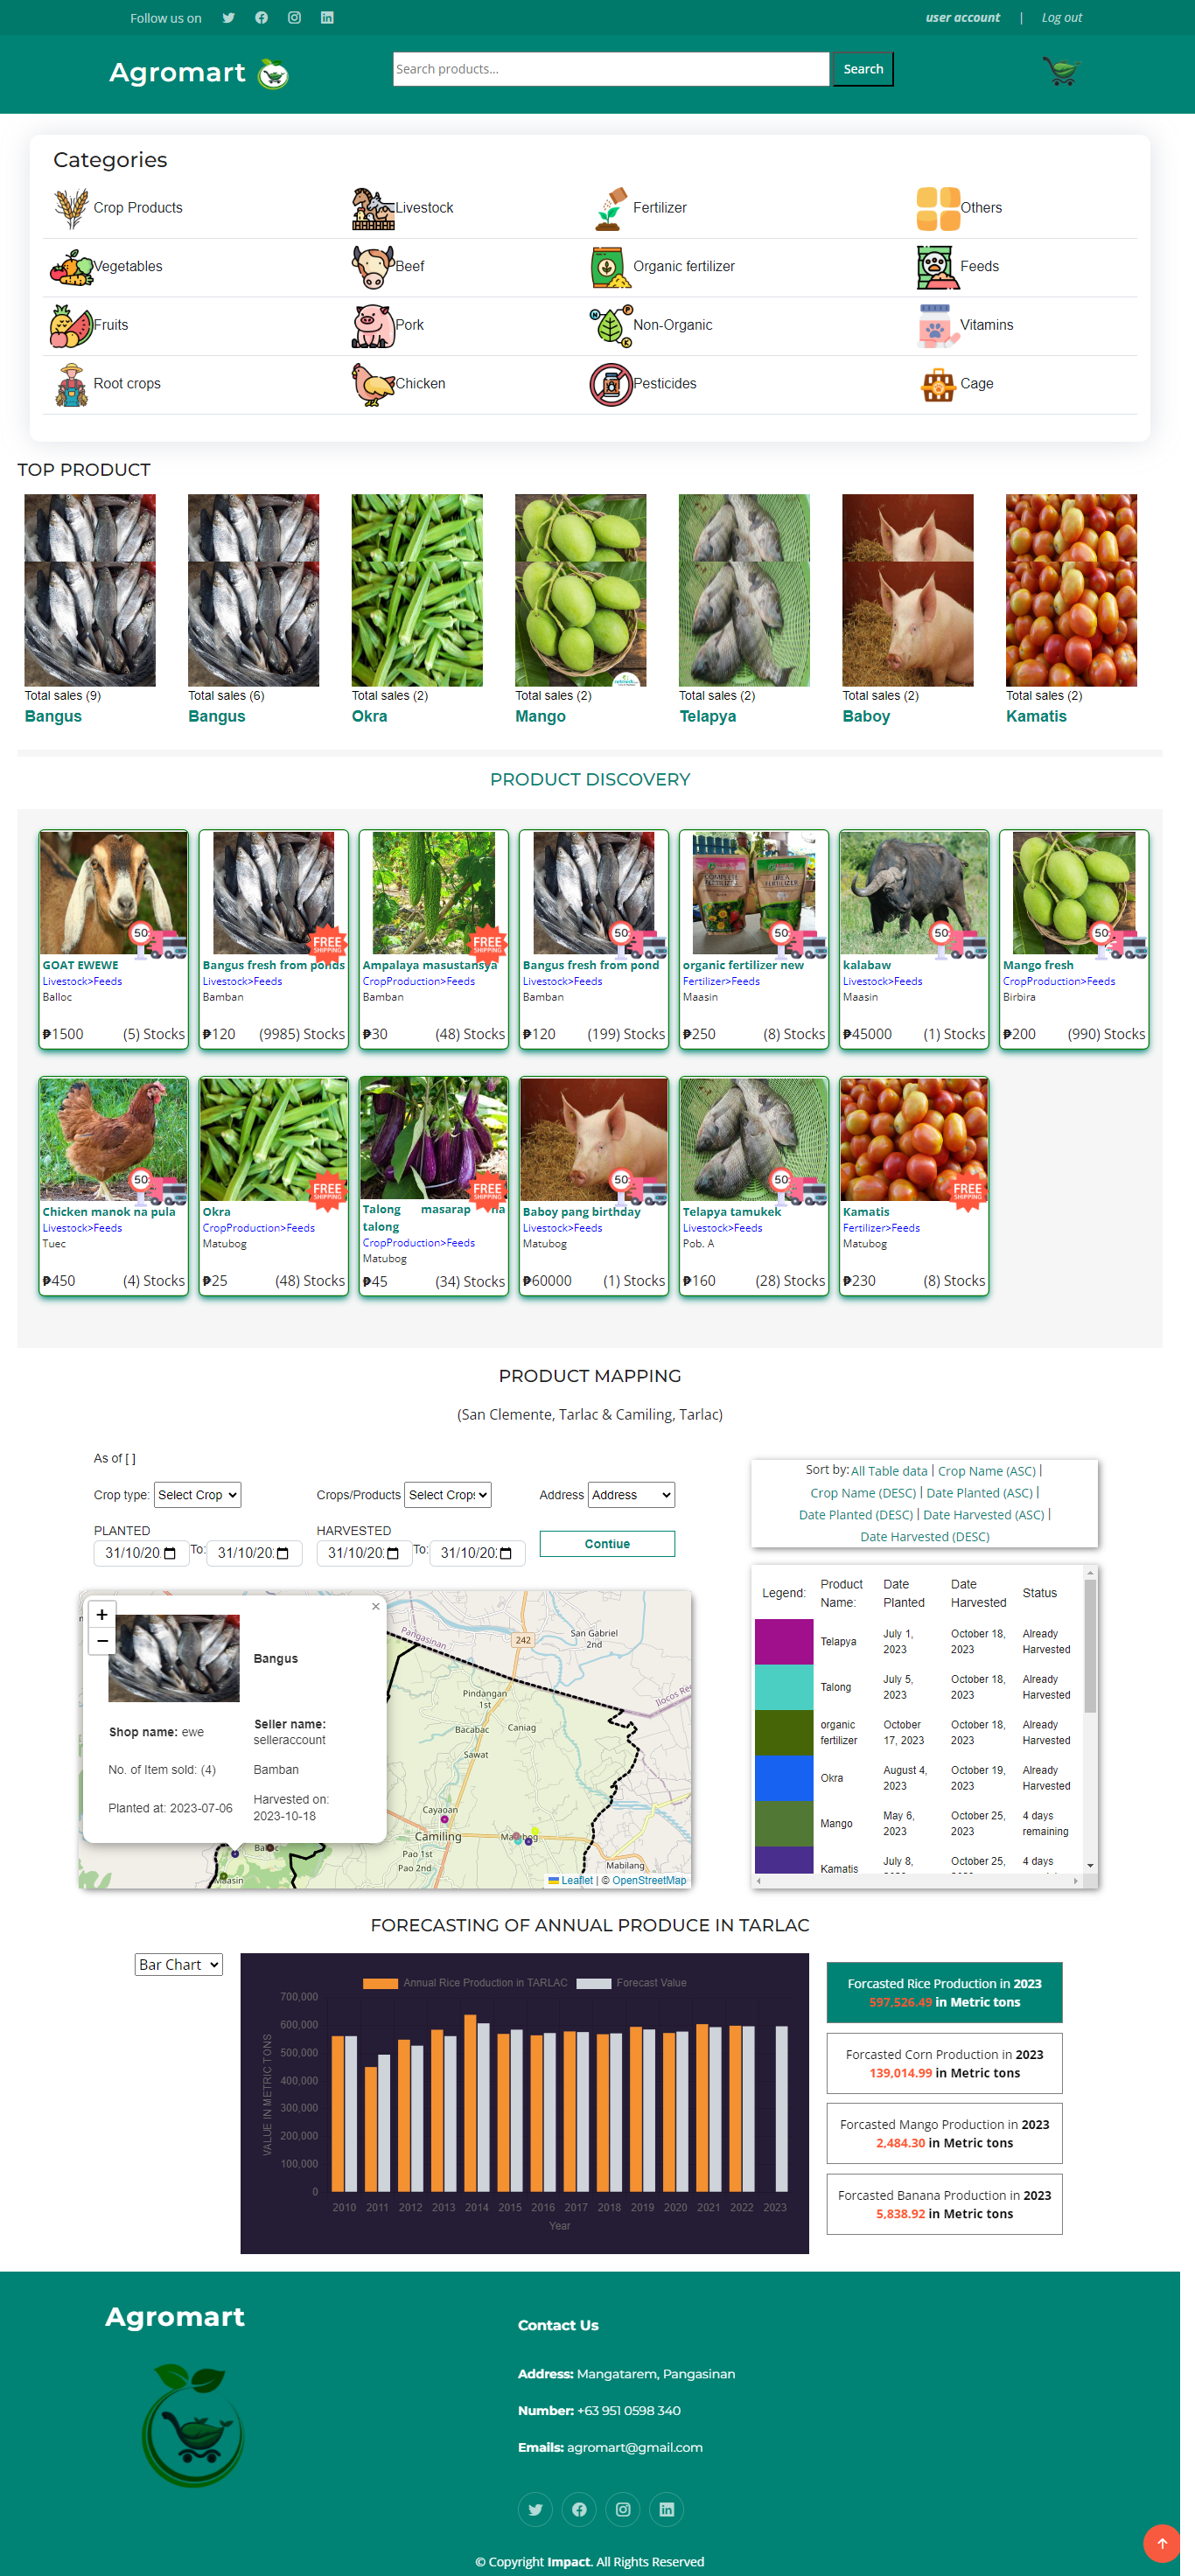 Follow us on
user account | Log out
Agromart
Search products...
Search
Categories
Crop Products
Livestock
Fertilizer
Others
Vegetables
Beef
Organic fertilizer
Feeds
Fruits
Pork
Non-Organic
Vitamins
Root crops
Chicken
Pesticides
Cage
TOP PRODUCT
Total sales (9)
Bangus
Total sales (6)
Bangus
Total sales (2)
Okra
Total sales (2)
Mango
Total sales (2)
Telapya
Total sales (2)
Baboy
Total sales (2)
Kamatis
PRODUCT DISCOVERY
50
GOAT EWEWE
Livestock>Feeds
Balloc
₱1500 (5) Stocks
FREE
SHIPPING
Bangus fresh from ponds
Livestock>Feeds
Bamban
₱120 (9985) Stocks
FREE
SHIPPING
Ampalaya masustansya
CropProduction>Feeds
Bamban
₱30 (48) Stocks
50
Bangus fresh from pond
Livestock>Feeds
Bamban
₱120 (199) Stocks
COMPLETE
FERTILIZER
UREA
FERTILIZER
50
organic fertilizer new
Fertilizer>Feeds
Maasin
₱250 (8) Stocks
50
kalabaw
Livestock>Feeds
Maasin
₱45000 (1) Stocks
50
Mango fresh
CropProduction>Feeds
Birbira
₱200 (990) Stocks
50
Chicken manok na pula
Livestock>Feeds
Tuec
₱450 (4) Stocks
FREE
SHIPPING
Okra
CropProduction>Feeds
Matubog
₱25 (48) Stocks
FREE
SHIPPING
Talong masarap na
talong
CropProduction>Feeds
Matubog
₱45 (34) Stocks
50
Baboy pang birthday
Livestock>Feeds
Matubog
₱60000 (1) Stocks
50
Telapya tamukek
Livestock>Feeds
Pob. A
₱160 (28) Stocks
FREE
SHIPPING
Kamatis
Fertilizer>Feeds
Matubog
₱230 (8) Stocks
PRODUCT MAPPING
(San Clemente, Tarlac & Camiling, Tarlac)
As of [ ]
Crop type: Select Crop
Crops/Products Select Crops
Address Address
PLANTED
31/10/20 To: 31/10/20
HARVESTED
31/10/20 To: 31/10/20
Contiue
Sort by: All Table data | Crop Name (ASC) |
Crop Name (DESC) | Date Planted (ASC) |
Date Planted (DESC) | Date Harvested (ASC) |
Date Harvested (DESC)
+
−
×
Bangus
Shop name: ewe
Seller name:
selleraccount
No. of Item sold: (4)
Bamban
Planted at: 2023-07-06
Harvested on:
2023-10-18
Pangasinan
242
San Gabriel
2nd
Ilocos Re
Pindangan
1st
Bacabac
Caniag
Sawat
Cayaoan
Camiling
Pao 1st
Pao 2nd
Mabilang
Maasin
Leaflet | © OpenStreetMap
Legend:
Product
Name:
Date
Planted
Date
Harvested
Status
Telapya
July 1,
2023
October 18,
2023
Already
Harvested
Talong
July 5,
2023
October 18,
2023
Already
Harvested
organic
fertilizer
October
17, 2023
October 18,
2023
Already
Harvested
Okra
August 4,
2023
October 19,
2023
Already
Harvested
Mango
May 6,
2023
October 25,
2023
4 days
remaining
Kamatis
July 8,
October 25,
4 days
FORECASTING OF ANNUAL PRODUCE IN TARLAC
Bar Chart
Annual Rice Production in TARLAC
Forecast Value
VALUE IN METRIC TONS
700,000
600,000
500,000
400,000
300,000
200,000
100,000
0
2010 2011 2012 2013 2014 2015 2016 2017 2018 2019 2020 2021 2022 2023
Year
Forcasted Rice Production in 2023
597,526.49 in Metric tons
Forcasted Corn Production in 2023
139,014.99 in Metric tons
Forcasted Mango Production in 2023
2,484.30 in Metric tons
Forcasted Banana Production in 2023
5,838.92 in Metric tons
Agromart
Contact Us
Address: Mangatarem, Pangasinan
Number: +63 951 0598 340
Emails: agromart@gmail.com
© Copyright Impact. All Rights Reserved